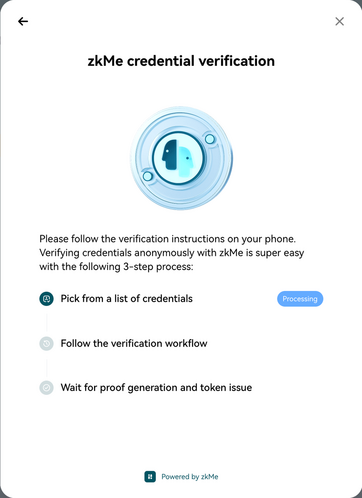 zkMe credential verification
Please follow the verification instructions on your phone.
Verifying credentials anonymously with zkMe is super easy
with the following 3-step process:
Pick from a list of credentials
Processing
Follow the verification workflow
Wait for proof generation and token issue
Powered by zkMe